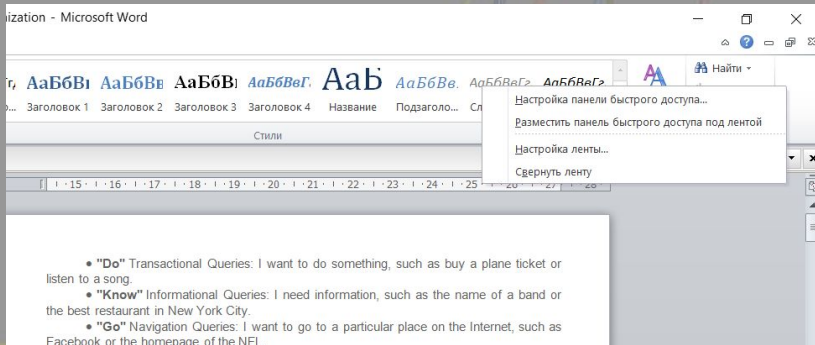 ization - Microsoft Word
АаБбВı АаБбВв АаБбВ АаБбВвГ АаБ АаБбВв. АаБбВвГг АаБбВвГг
Найти
Заголовок 1 Заголовок 2 Заголовок 3 Заголовок 4 Название Подзаголо...
Стили
Настройка панели быстрого доступа...
Разместить панель быстрого доступа под лентой
Настройка ленты...
Свернуть ленту
15 16 17 18 19 20 21 22 23 24 25 26 27 28
• "Do" Transactional Queries: I want to do something, such as buy a plane ticket or
listen to a song.
• "Know" Informational Queries: I need information, such as the name of a band or
the best restaurant in New York City.
• "Go" Navigation Queries: I want to go to a particular place on the Internet, such as
Facebook or the homepage of the NFL